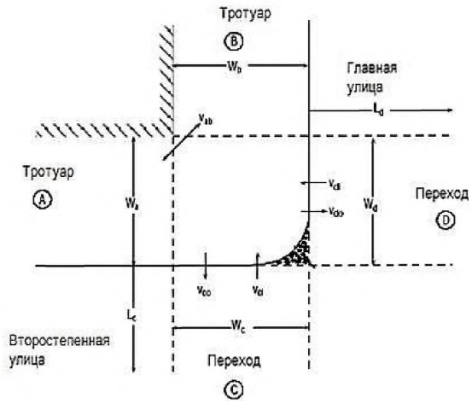 Тротуар
B
W_b
Главная
улица
L_d
v_ab
Тротуар
A
W_a
v_di
v_do
W_d
Переход
D
v_co
v_ci
L_c
W_c
Второстепенная
улица
Переход
C